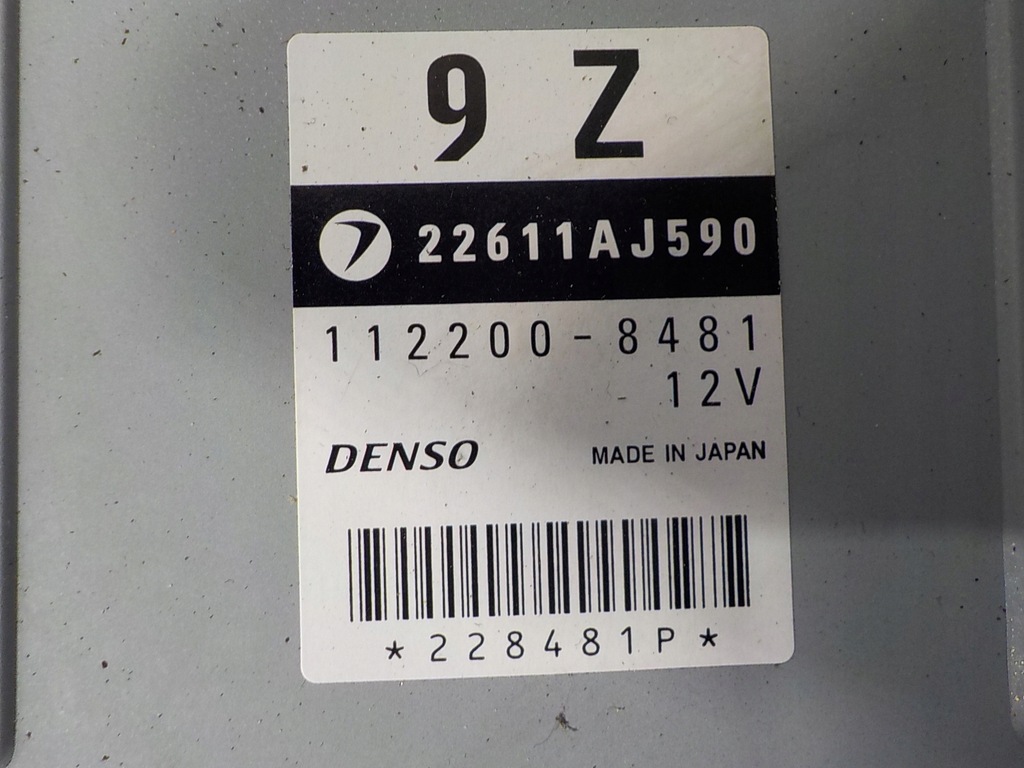 9 Z
22611AJ590
112200-8481
12V
DENSO MADE IN JAPAN
*228481P*